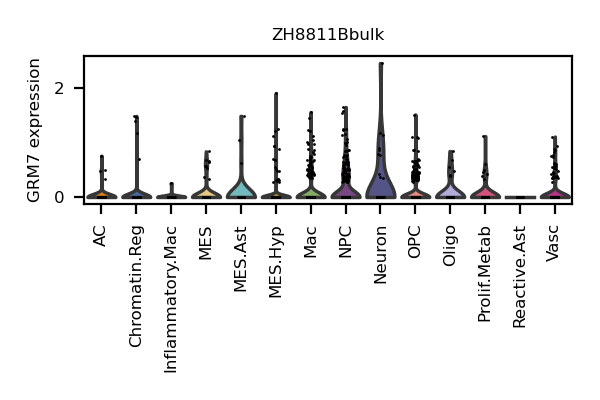 ZH8811Bbulk
GRM7 expression
2
0
AC
Chromatin.Reg
Inflammatory.Mac
MES
MES.Ast
MES.Hyp
Mac
NPC
Neuron
OPC
Oligo
Prolif.Metab
Reactive.Ast
Vasc